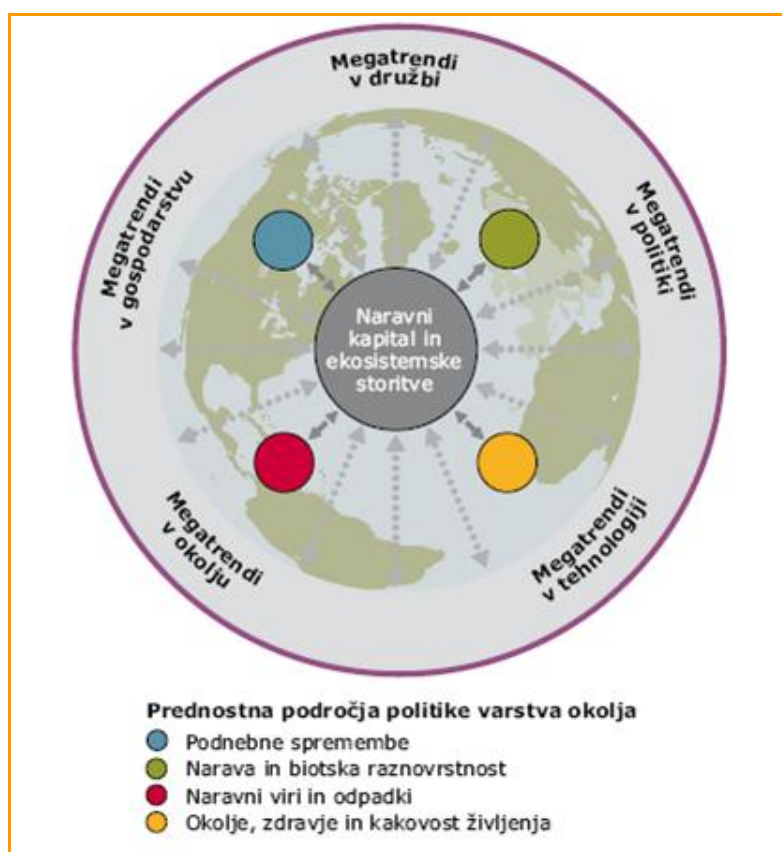 Megatrendi
v družbi
Megatrendi
v gospodarstvu
Megatrendi
v politiki
Naravni
kapital in
ekosistemske
storitve
Megatrendi
v okolju
Megatrendi
v tehnologiji
Prednostna področja politike varstva okolja
Podnebne spremembe
Narava in biotska raznovrstnost
Naravni viri in odpadki
Okolje, zdravje in kakovost življenja